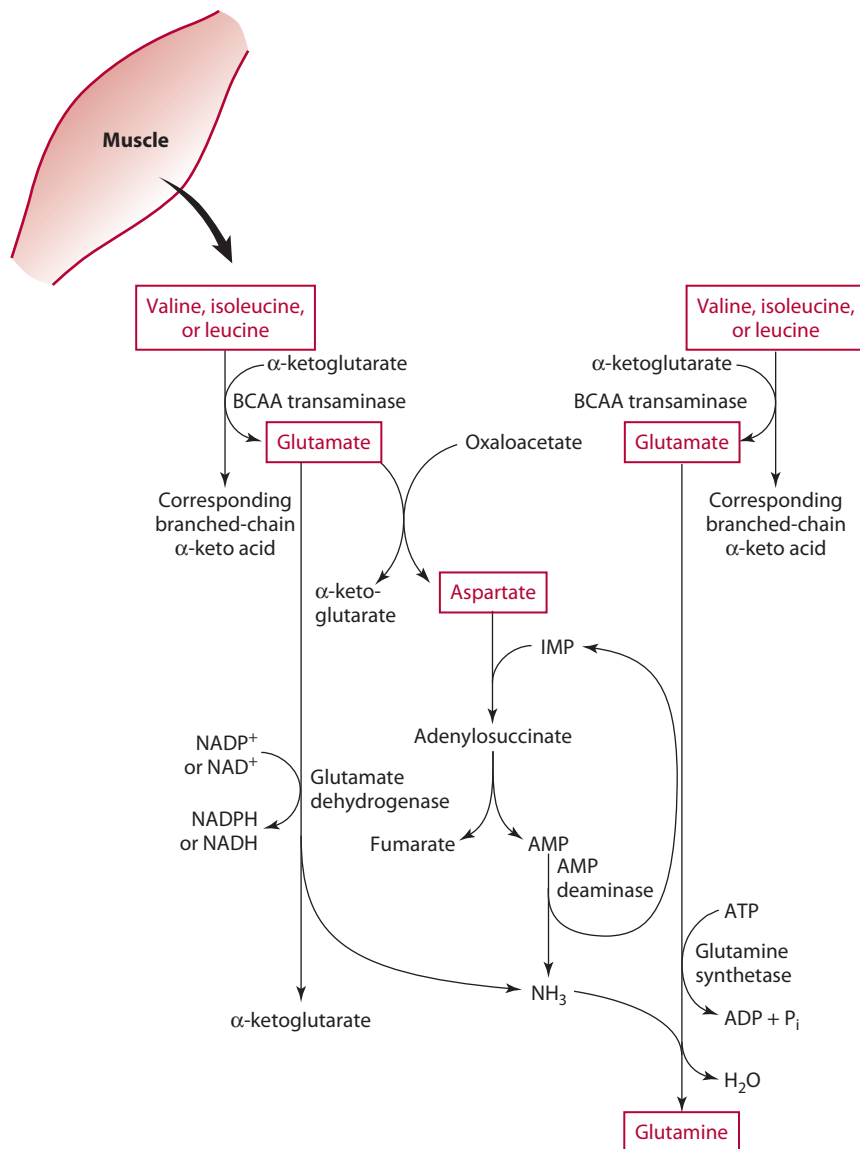 Muscle
Valine, isoleucine,
or leucine
α-ketoglutarate
BCAA transaminase
Glutamate
Oxaloacetate
Corresponding
branched-chain
α-keto acid
α-keto-
glutarate
Aspartate
IMP
Adenylosuccinate
NADP⁺
or NAD⁺
Glutamate
dehydrogenase
NADPH
or NADH
Fumarate
AMP
AMP
deaminase
NH₃
α-ketoglutarate
Valine, isoleucine,
or leucine
α-ketoglutarate
BCAA transaminase
Glutamate
Corresponding
branched-chain
α-keto acid
ATP
Glutamine
synthetase
ADP + Pᵢ
H₂O
Glutamine